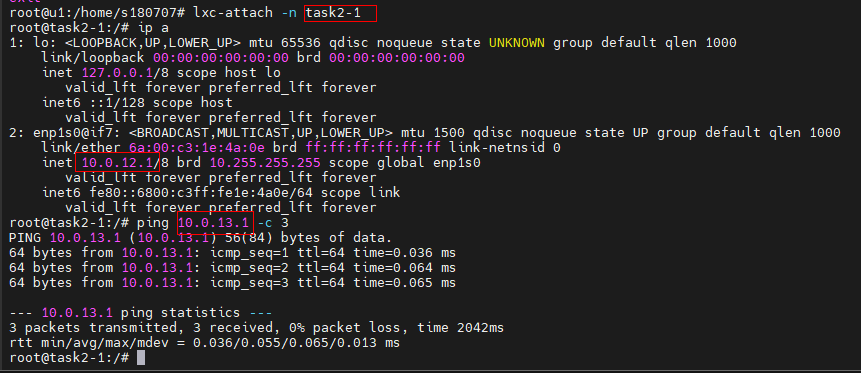 root@u1:/home/s180707# lxc-attach -n task2-1
root@task2-1:/# ip a
1: lo: <LOOPBACK,UP,LOWER_UP> mtu 65536 qdisc noqueue state UNKNOWN group default qlen 1000
    link/loopback 00:00:00:00:00:00 brd 00:00:00:00:00:00
    inet 127.0.0.1/8 scope host lo
       valid_lft forever preferred_lft forever
    inet6 ::1/128 scope host
       valid_lft forever preferred_lft forever
2: enp1s0@if7: <BROADCAST,MULTICAST,UP,LOWER_UP> mtu 1500 qdisc noqueue state UP group default qlen 1000
    link/ether 6a:00:c3:1e:4a:0e brd ff:ff:ff:ff:ff:ff link-netnsid 0
    inet 10.0.12.1/8 brd 10.255.255.255 scope global enp1s0
       valid_lft forever preferred_lft forever
    inet6 fe80::6800:c3ff:fe1e:4a0e/64 scope link
       valid_lft forever preferred_lft forever
root@task2-1:/# ping 10.0.13.1 -c 3
PING 10.0.13.1 (10.0.13.1) 56(84) bytes of data.
64 bytes from 10.0.13.1: icmp_seq=1 ttl=64 time=0.036 ms
64 bytes from 10.0.13.1: icmp_seq=2 ttl=64 time=0.064 ms
64 bytes from 10.0.13.1: icmp_seq=3 ttl=64 time=0.065 ms

--- 10.0.13.1 ping statistics ---
3 packets transmitted, 3 received, 0% packet loss, time 2042ms
rtt min/avg/max/mdev = 0.036/0.055/0.065/0.013 ms
root@task2-1:/#